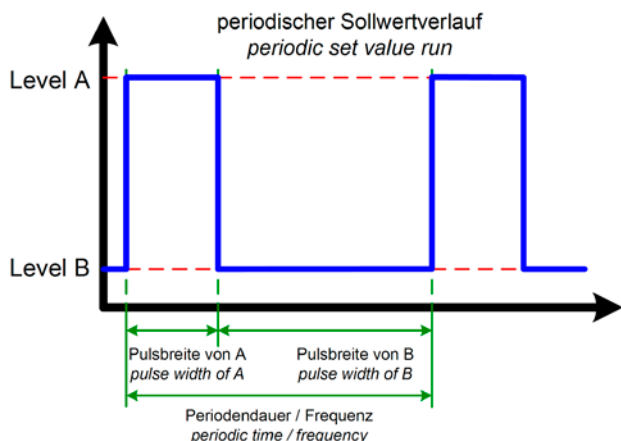 periodischer Sollwertverlauf
periodic set value run
Level A
Level B
Pulsbreite von A
pulse width of A
Pulsbreite von B
pulse width of B
Periodendauer / Frequenz
periodic time / frequency